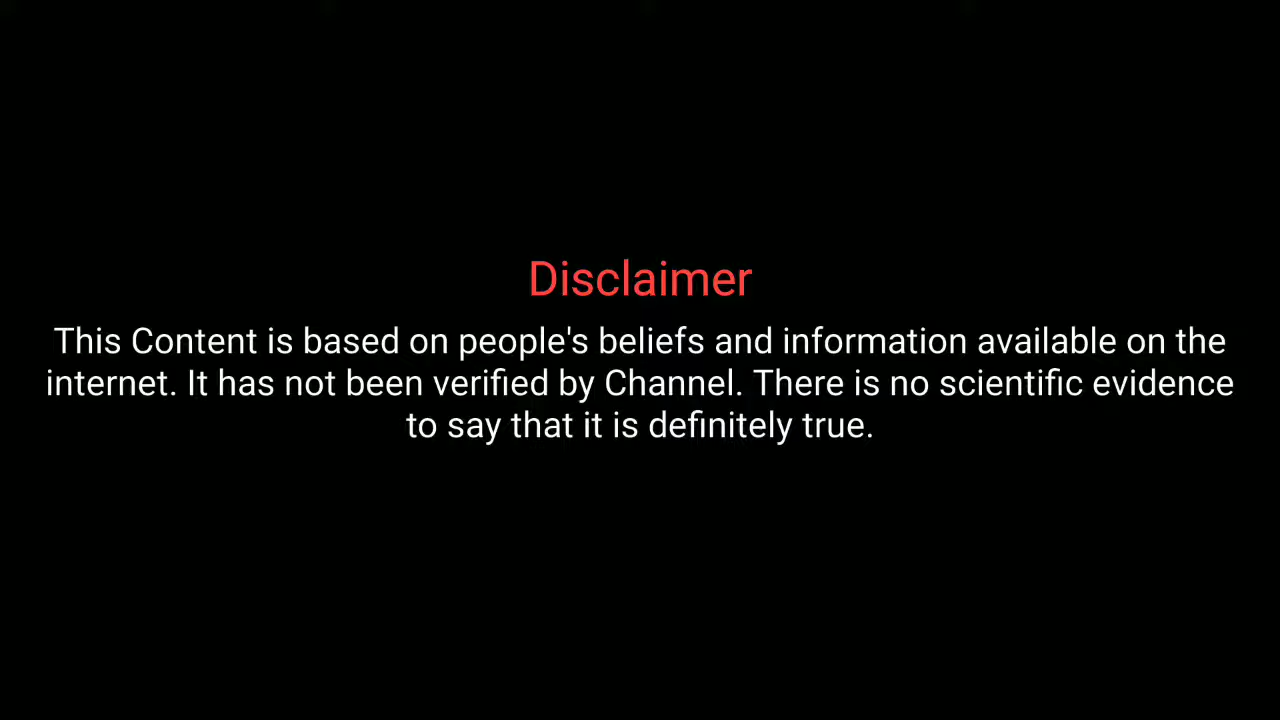 Disclaimer
This Content is based on people's beliefs and information available on the
internet. It has not been verified by Channel. There is no scientific evidence
to say that it is definitely true.